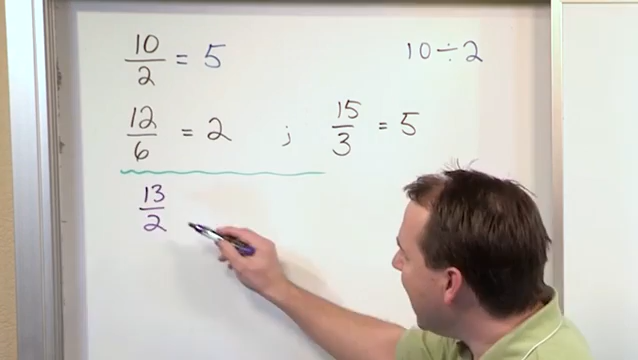 10/2 = 5    10 ÷ 2
12/6 = 2 ; 15/3 = 5
13/2